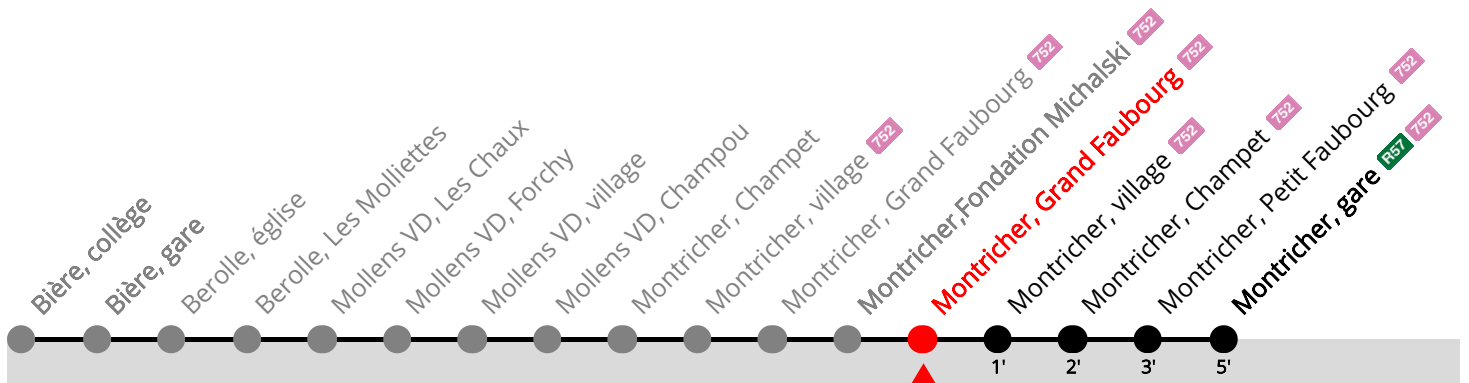 Bière, collège
Bière, gare
Berolle, église
Berolle, Les Molliettes
Mollens VD, Les Chaux
Mollens VD, Forchy
Mollens VD, village
Mollens VD, Champou
Montricher, Champet
Montricher, village 752
Montricher, Grand Faubourg 752
Montricher,Fondation Michalski 752
Montricher, Grand Faubourg 752
Montricher, village 752
Montricher, Champet 752
Montricher, Petit Faubourg 752
Montricher, gare R57 752
1' 2' 3' 5'